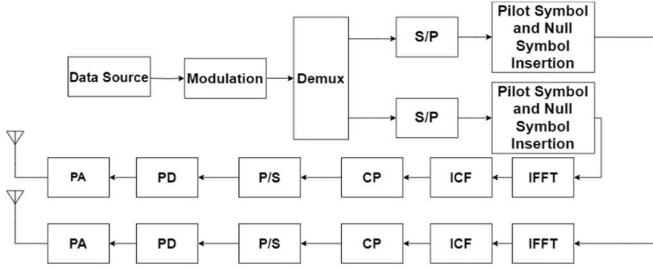 Data Source
Modulation
Demux
S/P
Pilot Symbol
and Null
Symbol
Insertion
S/P
Pilot Symbol
and Null
Symbol
Insertion
PA
PD
P/S
CP
ICF
IFFT
PA
PD
P/S
CP
ICF
IFFT